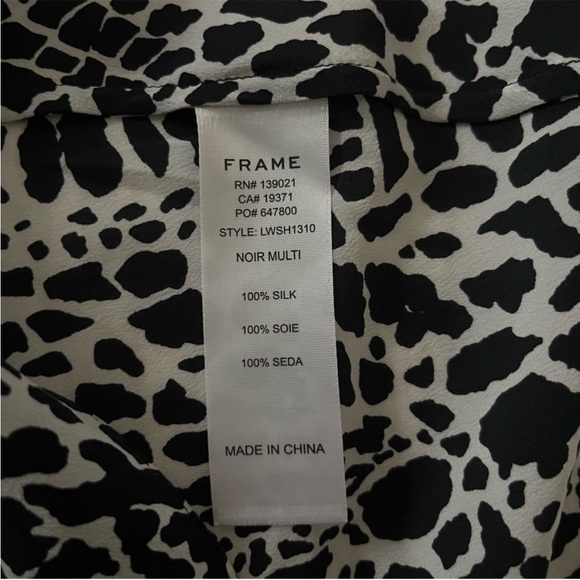 FRAME
RN# 139021
CA# 19371
PO# 647800
STYLE: LWSH1310
NOIR MULTI
100% SILK
100% SOIE
100% SEDA
MADE IN CHINA